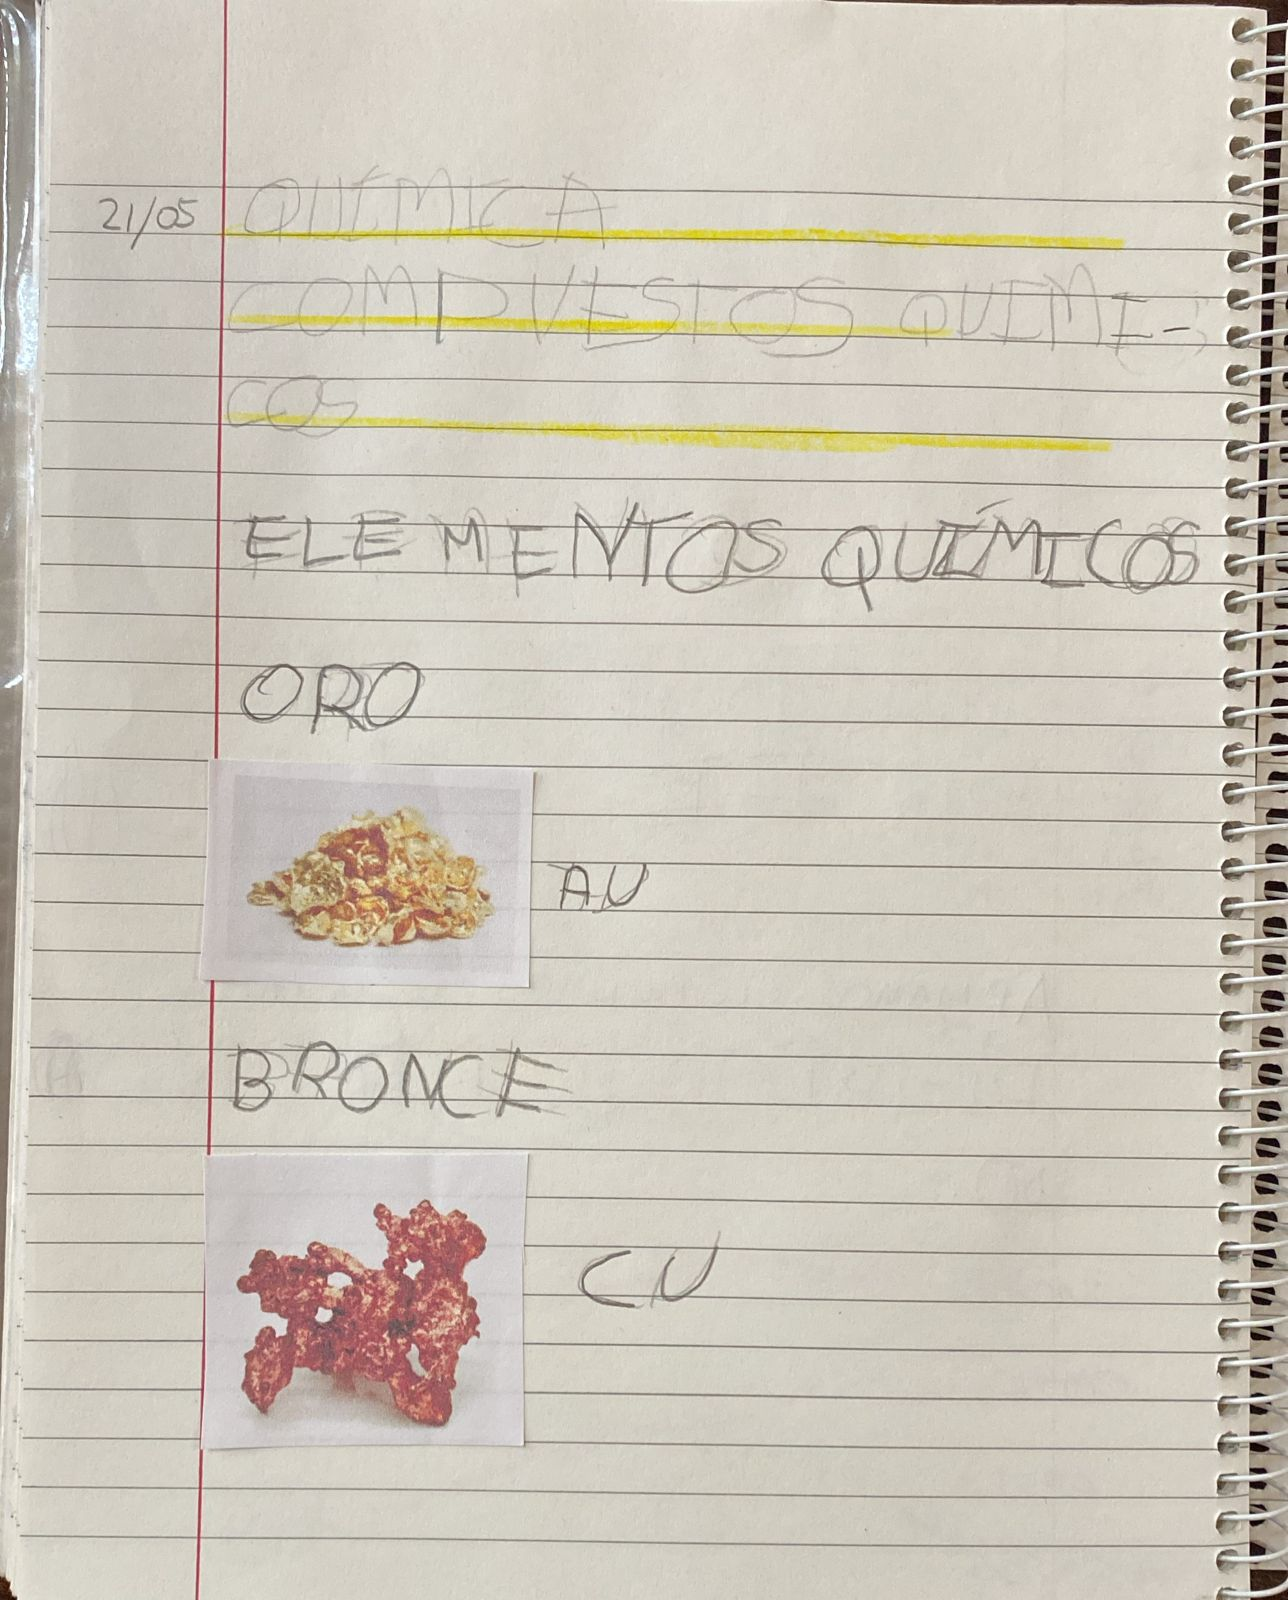 21/05 QUÍMICA
COMPUESTOS QUIMI-
COS
ELEMENTOS QUÍMICOS
ORO
AU
BRONCE
CU